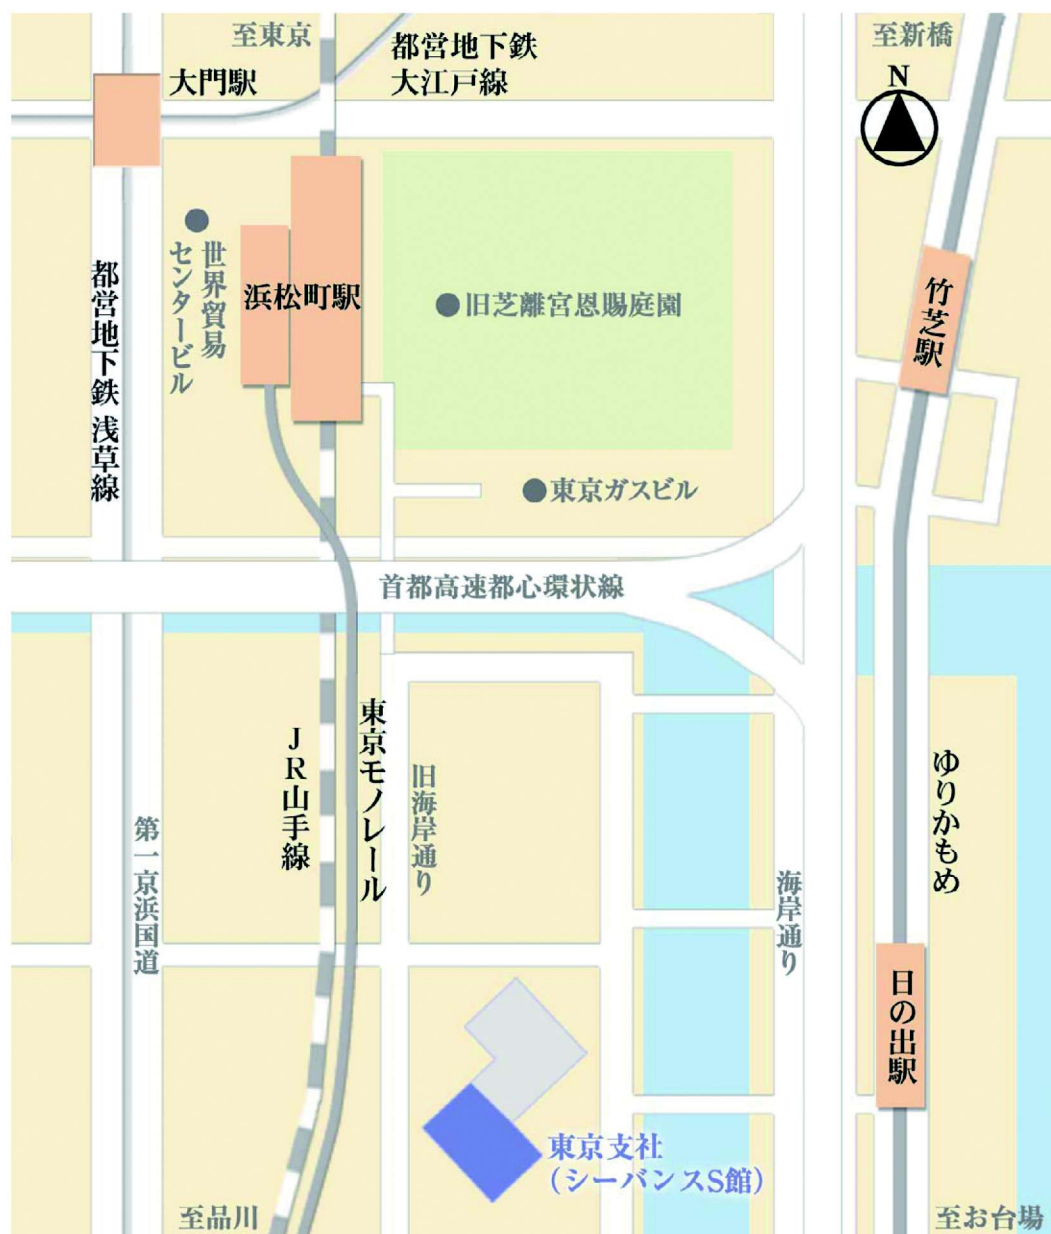 至東京
都営地下鉄
大江戸線
至新橋
大門駅
N
世界貿易
センタービル
都営地下鉄 浅草線
浜松町駅
旧芝離宮恩賜庭園
竹芝駅
東京ガスビル
首都高速都心環状線
JR山手線
東京モノレール
旧海岸通り
ゆりかもめ
第一京浜国道
海岸通り
日の出駅
東京支社
（シーバンスS館）
至品川
至お台場